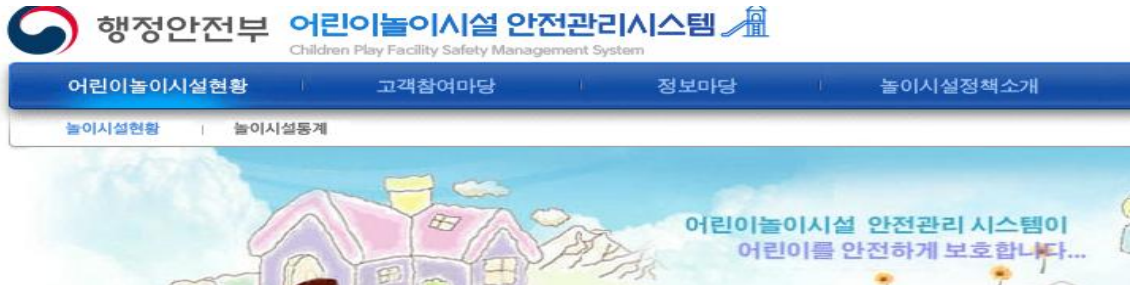 행정안전부 어린이놀이시설 안전관리시스템
Children Play Facility Safety Management System
어린이놀이시설현황 고객참여마당 정보마당 놀이시설정책소개
놀이시설현황 놀이시설통계
어린이놀이시설 안전관리 시스템이
어린이를 안전하게 보호합니다...